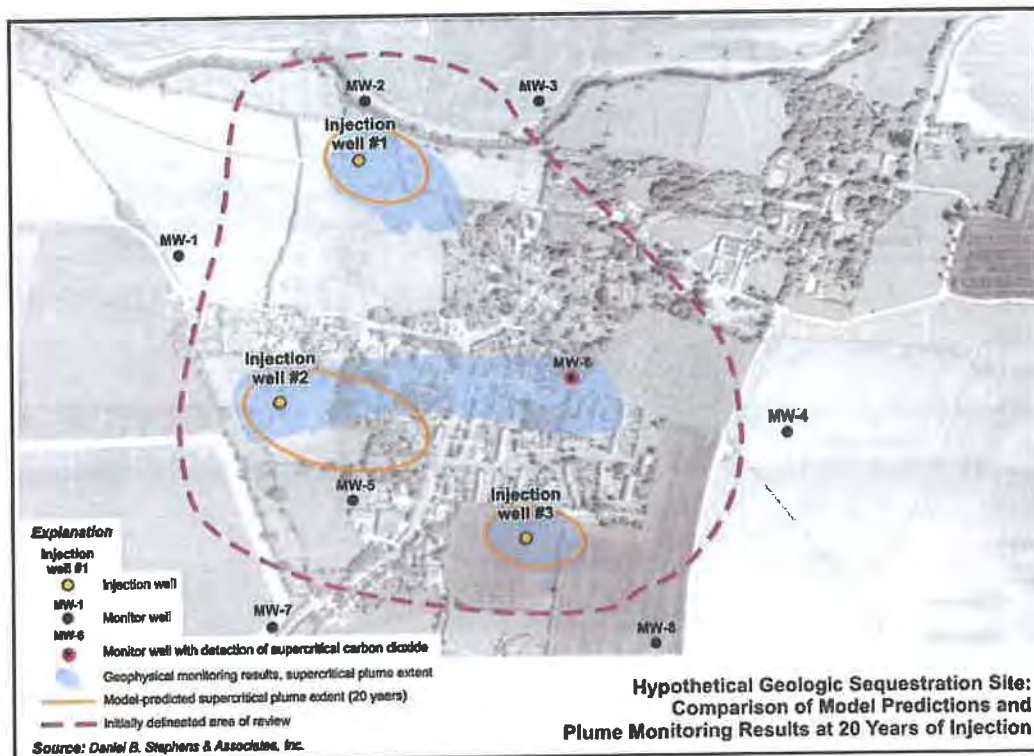 MW-2
MW-3
Injection
well #1
MW-1
Injection
well #2
MW-6
MW-4
MW-5
Injection
well #3
MW-7
MW-8
Explanation
Injection
well #1
Injection well
MW-1
Monitor well
MW-6
Monitor well with detection of supercritical carbon dioxide
Geophysical monitoring results, supercritical plume extent
Model-predicted supercritical plume extent (20 years)
Initially delineated area of review
Source: Daniel B. Stephens & Associates, Inc.
Hypothetical Geologic Sequestration Site:
Comparison of Model Predictions and
Plume Monitoring Results at 20 Years of Injection